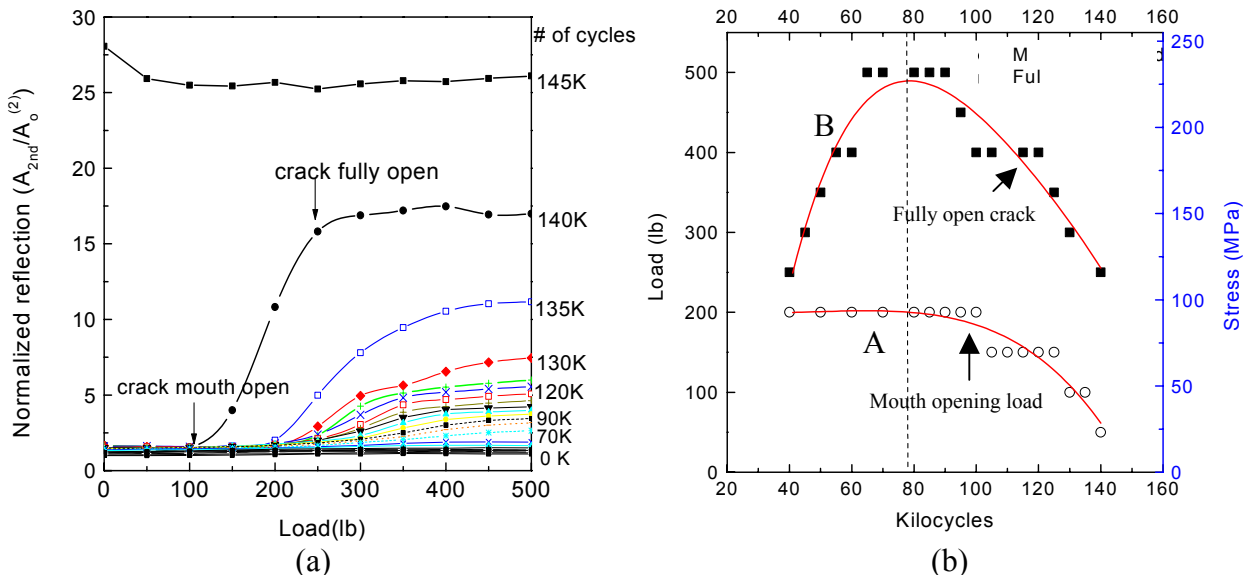 30
25
20
15
10
5
0
Normalized reflection (A2nd/Ao(2))
# of cycles
145K
crack fully open
140K
135K
130K
crack mouth open
120K
90K
70K
0 K
0 100 200 300 400 500
Load(lb)
(a)
20 40 60 80 100 120 140 160
500
400
300
200
100
0
Load (lb)
M
Ful
B
Fully open crack
A
Mouth opening load
250
200
150
100
50
0
Stress (MPa)
20 40 60 80 100 120 140 160
Kilocycles
(b)